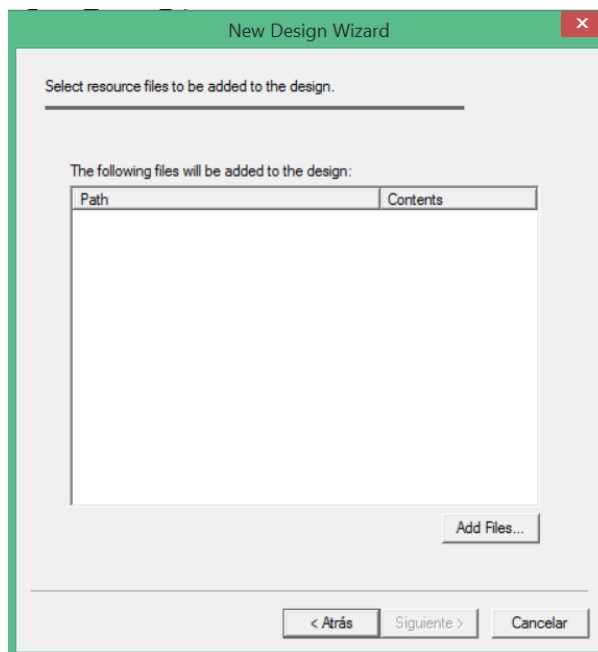 New Design Wizard
Select resource files to be added to the design.
The following files will be added to the design:
Path Contents
Add Files...
< Atrás Siguiente > Cancelar